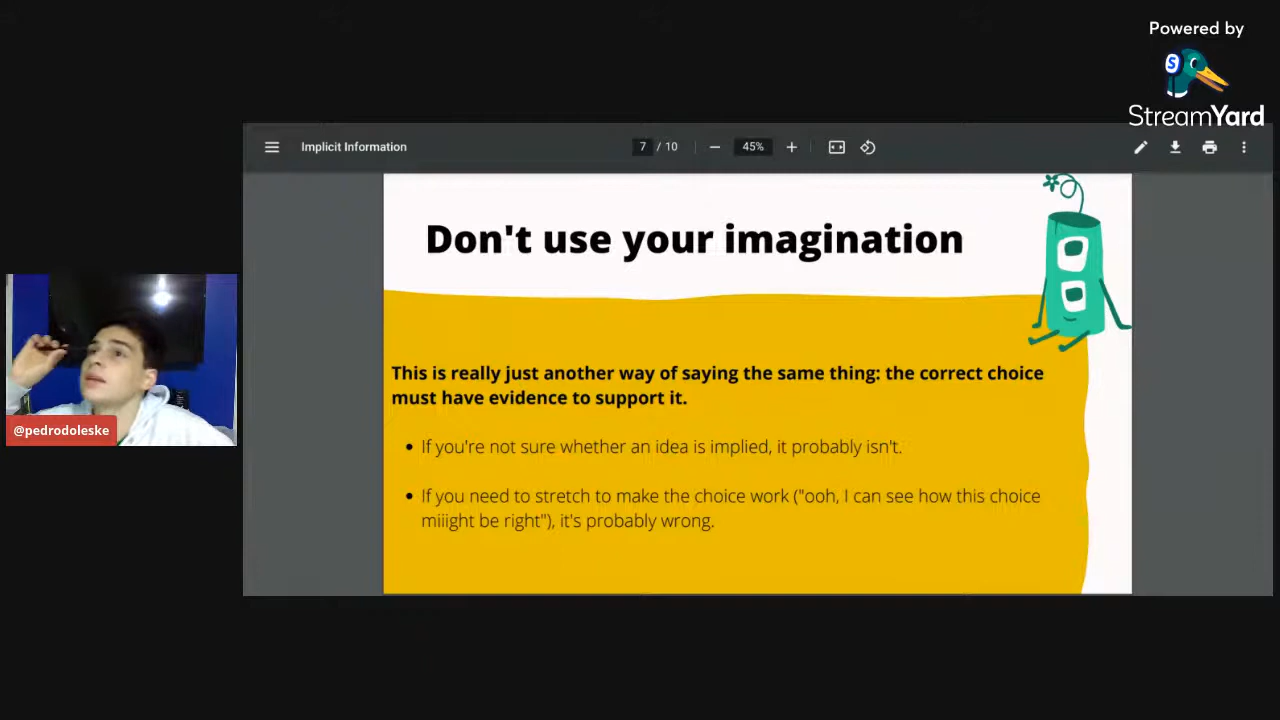 Powered by
S
StreamYard
Implicit Information
7 / 10
45%
Don't use your imagination
This is really just another way of saying the same thing: the correct choice
must have evidence to support it.
If you're not sure whether an idea is implied, it probably isn't.
If you need to stretch to make the choice work ("ooh, I can see how this choice
miiight be right"), it's probably wrong.
@pedrodoleske